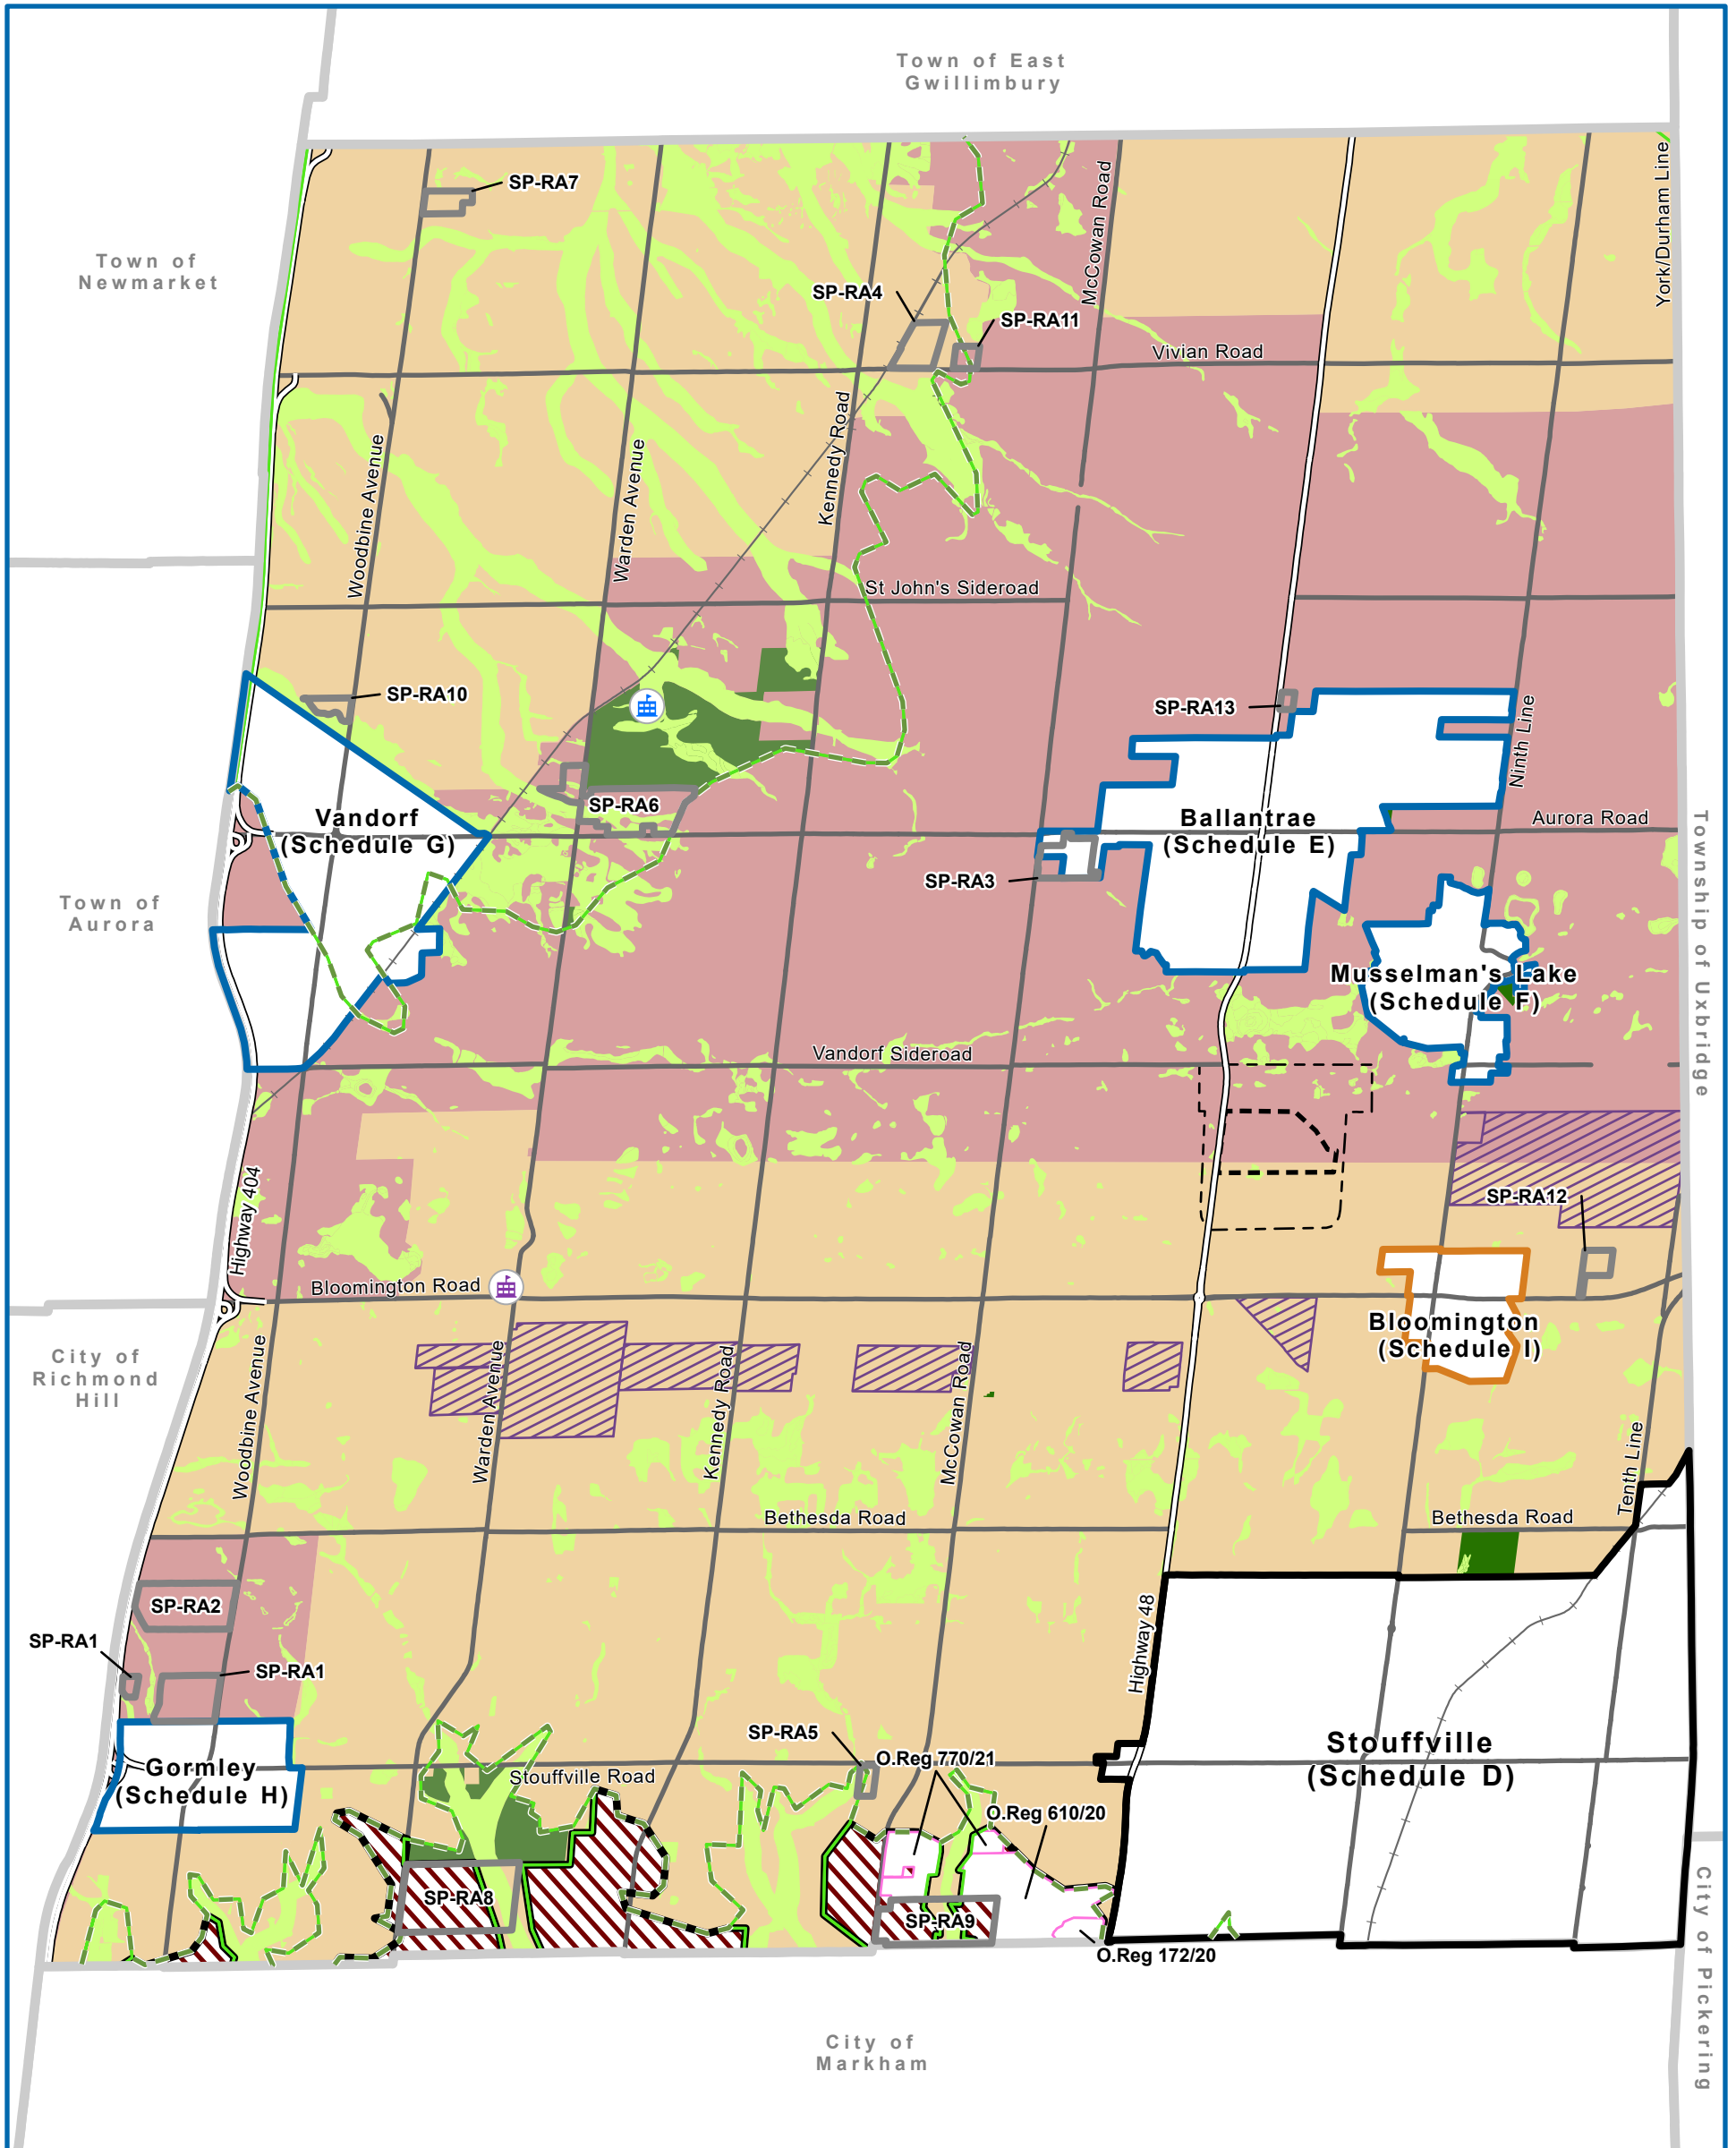 Town of East
Gwillimbury
York/Durham Line
SP-RA7
McCowan Road
Town of
Newmarket
SP-RA4
SP-RA11
Vivian Road
Kennedy Road
Woodbine Avenue
Warden Avenue
St John's Sideroad
SP-RA10
SP-RA13
Ninth Line
SP-RA6
Vandorf
(Schedule G)
Ballantrae
(Schedule E)
Aurora Road
Township of Uxbridge
SP-RA3
Town of
Aurora
Musselman's Lake
(Schedule F)
Vandorf Sideroad
SP-RA12
Highway 404
Bloomington Road
Bloomington
(Schedule I)
City of
Richmond
Hill
Woodbine Avenue
Warden Avenue
Kennedy Road
McCowan Road
Tenth Line
Bethesda Road
Bethesda Road
SP-RA2
SP-RA1
SP-RA1
Highway 48
SP-RA5
Stouffville
(Schedule D)
O.Reg 770/21
Gormley
(Schedule H)
Stouffville Road
O.Reg 610/20
SP-RA8
SP-RA9
O.Reg 172/20
City of Pickering
City of
Markham